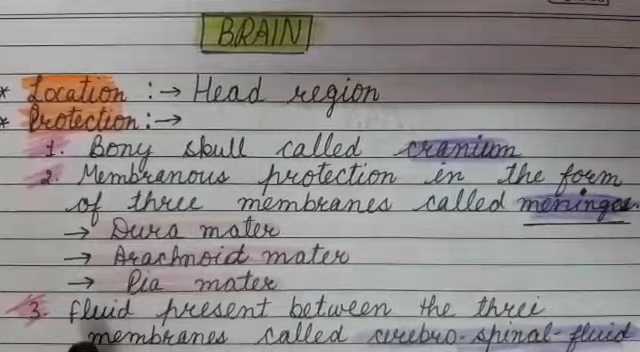 BRAIN
* Location :→ Head region
* Protection :→
1. Bony skull called cranium
2. Membranous protection in the form
of three membranes called meninges.
→ Dura mater
→ Arachnoid mater
→ Pia mater
3. fluid present between the three
membranes called cerebro-spinal-fluid